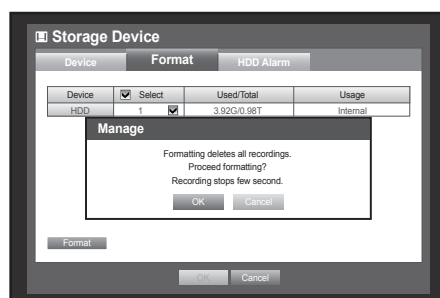 Storage Device
Device Format HDD Alarm
Device Select Used/Total Usage
HDD 1 3.92G/0.98T Internal
Manage
Formatting deletes all recordings.
Proceed formatting?
Recording stops few second.
OK Cancel
Format
OK Cancel